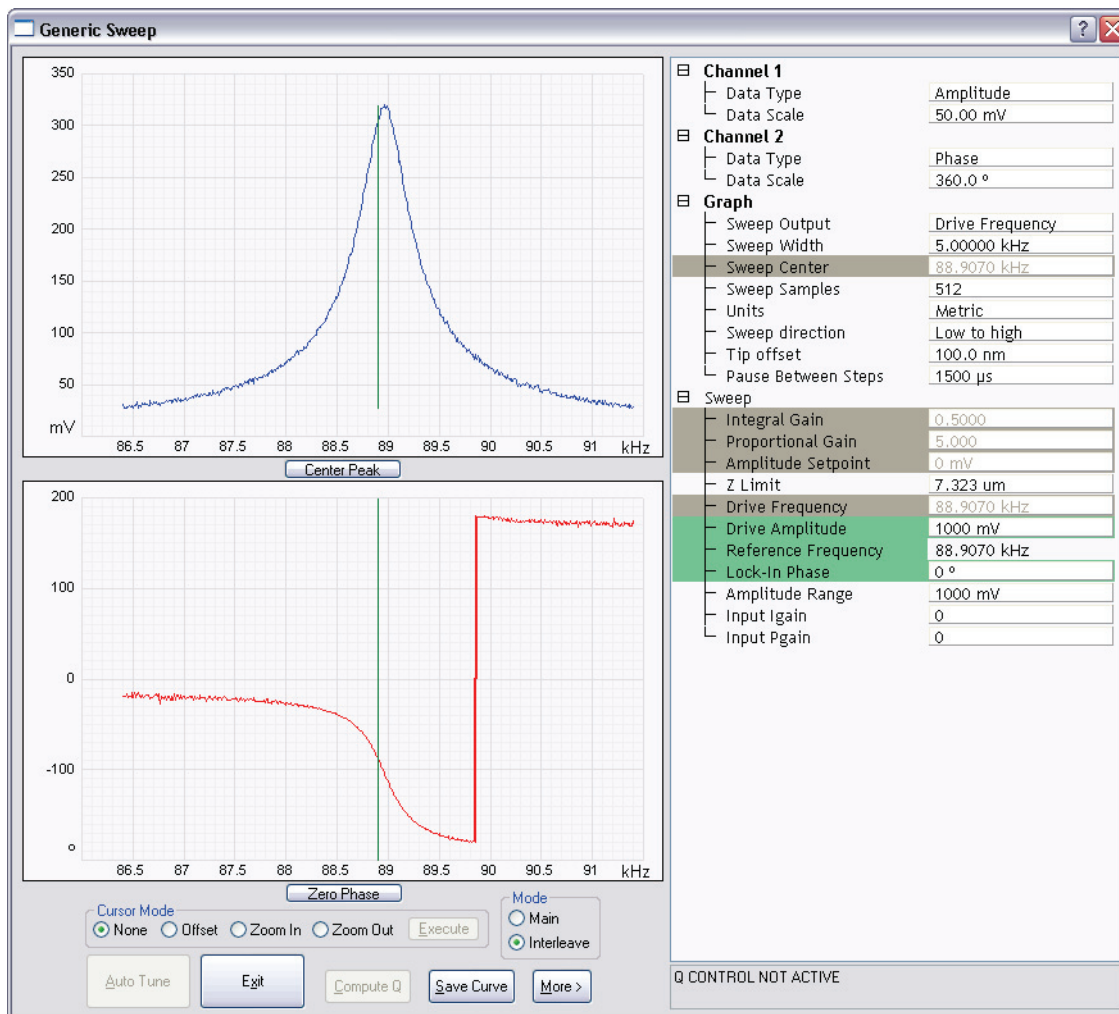 Generic Sweep
?
350
300
250
200
150
100
50
mV
86.5 87 87.5 88 88.5 89 89.5 90 90.5 91 kHz
Center Peak
200
100
0
-100
°
86.5 87 87.5 88 88.5 89 89.5 90 90.5 91 kHz
Zero Phase
Cursor Mode
None Offset Zoom In Zoom Out Execute
Mode
Main
Interleave
Auto Tune Exit Compute Q Save Curve More >
Channel 1
Data Type Amplitude
Data Scale 50.00 mV
Channel 2
Data Type Phase
Data Scale 360.0 º
Graph
Sweep Output Drive Frequency
Sweep Width 5.00000 kHz
Sweep Center 88.9070 kHz
Sweep Samples 512
Units Metric
Sweep direction Low to high
Tip offset 100.0 nm
Pause Between Steps 1500 µs
Sweep
Integral Gain 0.5000
Proportional Gain 5.000
Amplitude Setpoint 0 mV
Z Limit 7.323 um
Drive Frequency 88.9070 kHz
Drive Amplitude 1000 mV
Reference Frequency 88.9070 kHz
Lock-In Phase 0 º
Amplitude Range 1000 mV
Input Igain 0
Input Pgain 0
Q CONTROL NOT ACTIVE